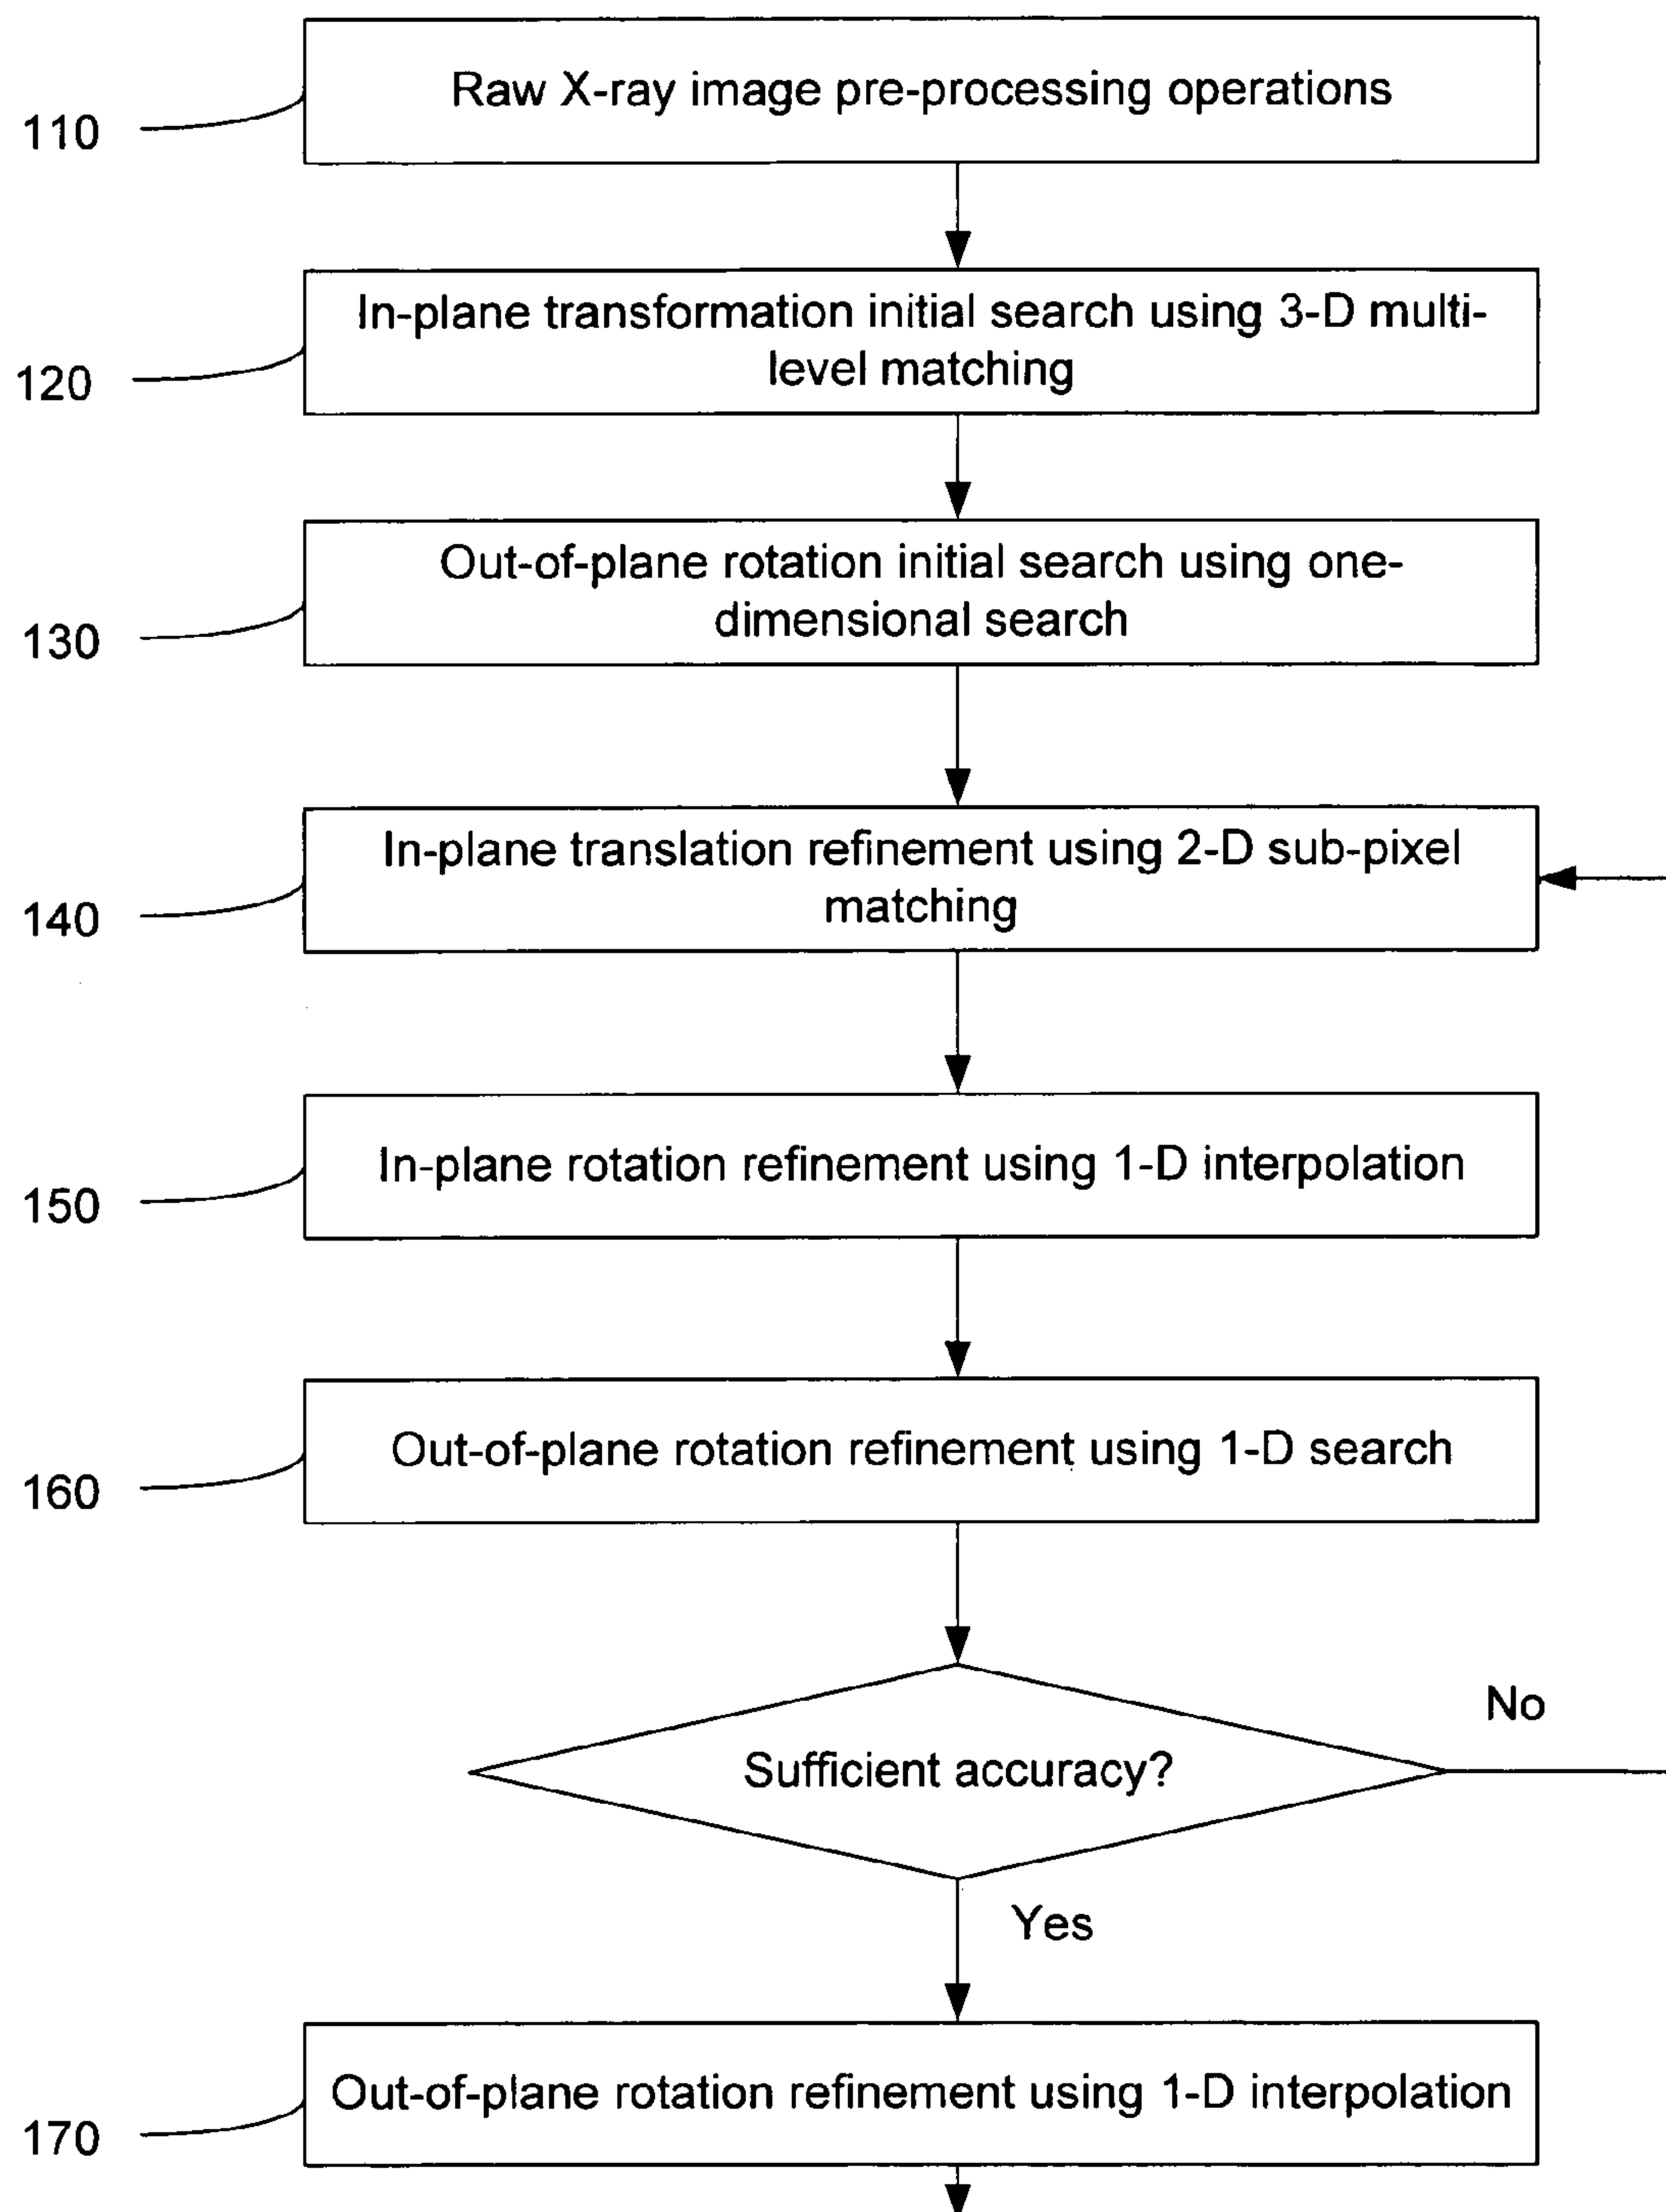 Raw X-ray image pre-processing operations
110
In-plane transformation initial search using 3-D multi-
level matching
120
Out-of-plane rotation initial search using one-
dimensional search
130
In-plane translation refinement using 2-D sub-pixel
matching
140
In-plane rotation refinement using 1-D interpolation
150
Out-of-plane rotation refinement using 1-D search
160
No
Sufficient accuracy?
Yes
Out-of-plane rotation refinement using 1-D interpolation
170